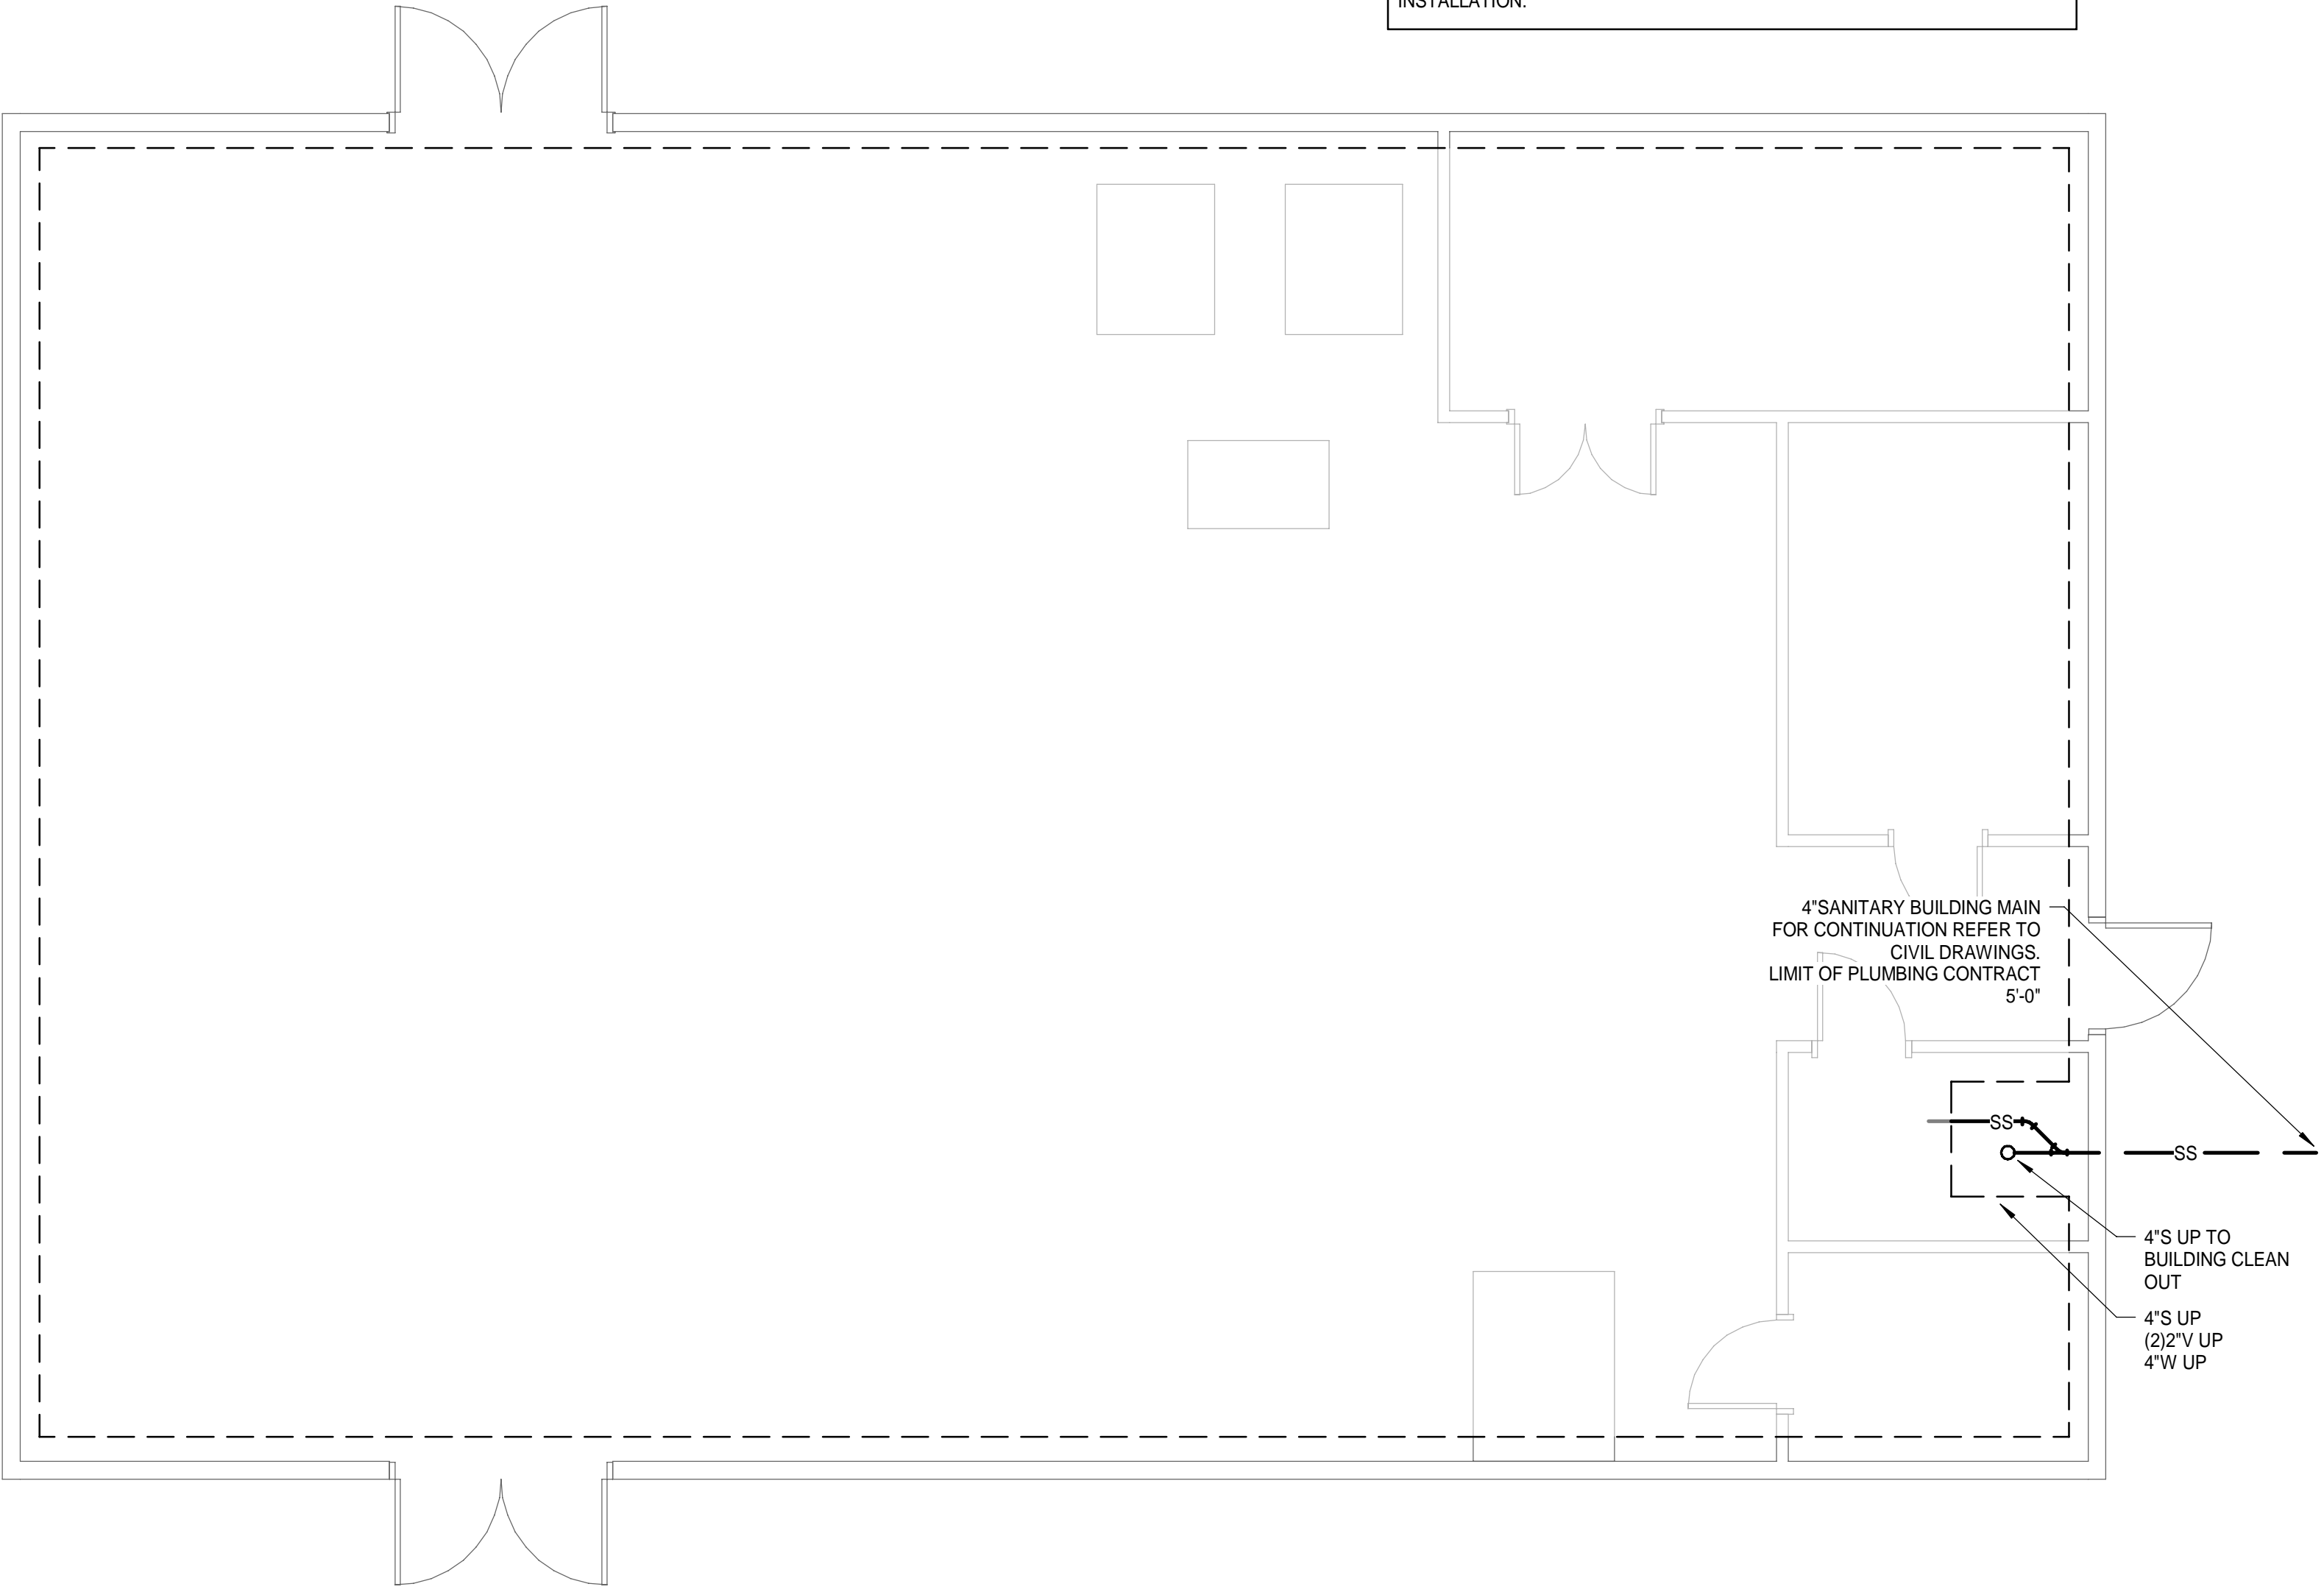 INSTALLATION.
4"SANITARY BUILDING MAIN
FOR CONTINUATION REFER TO
CIVIL DRAWINGS.
LIMIT OF PLUMBING CONTRACT
5'-0"
SS
SS
4"S UP TO
BUILDING CLEAN
OUT
4"S UP
(2)2"V UP
4"W UP